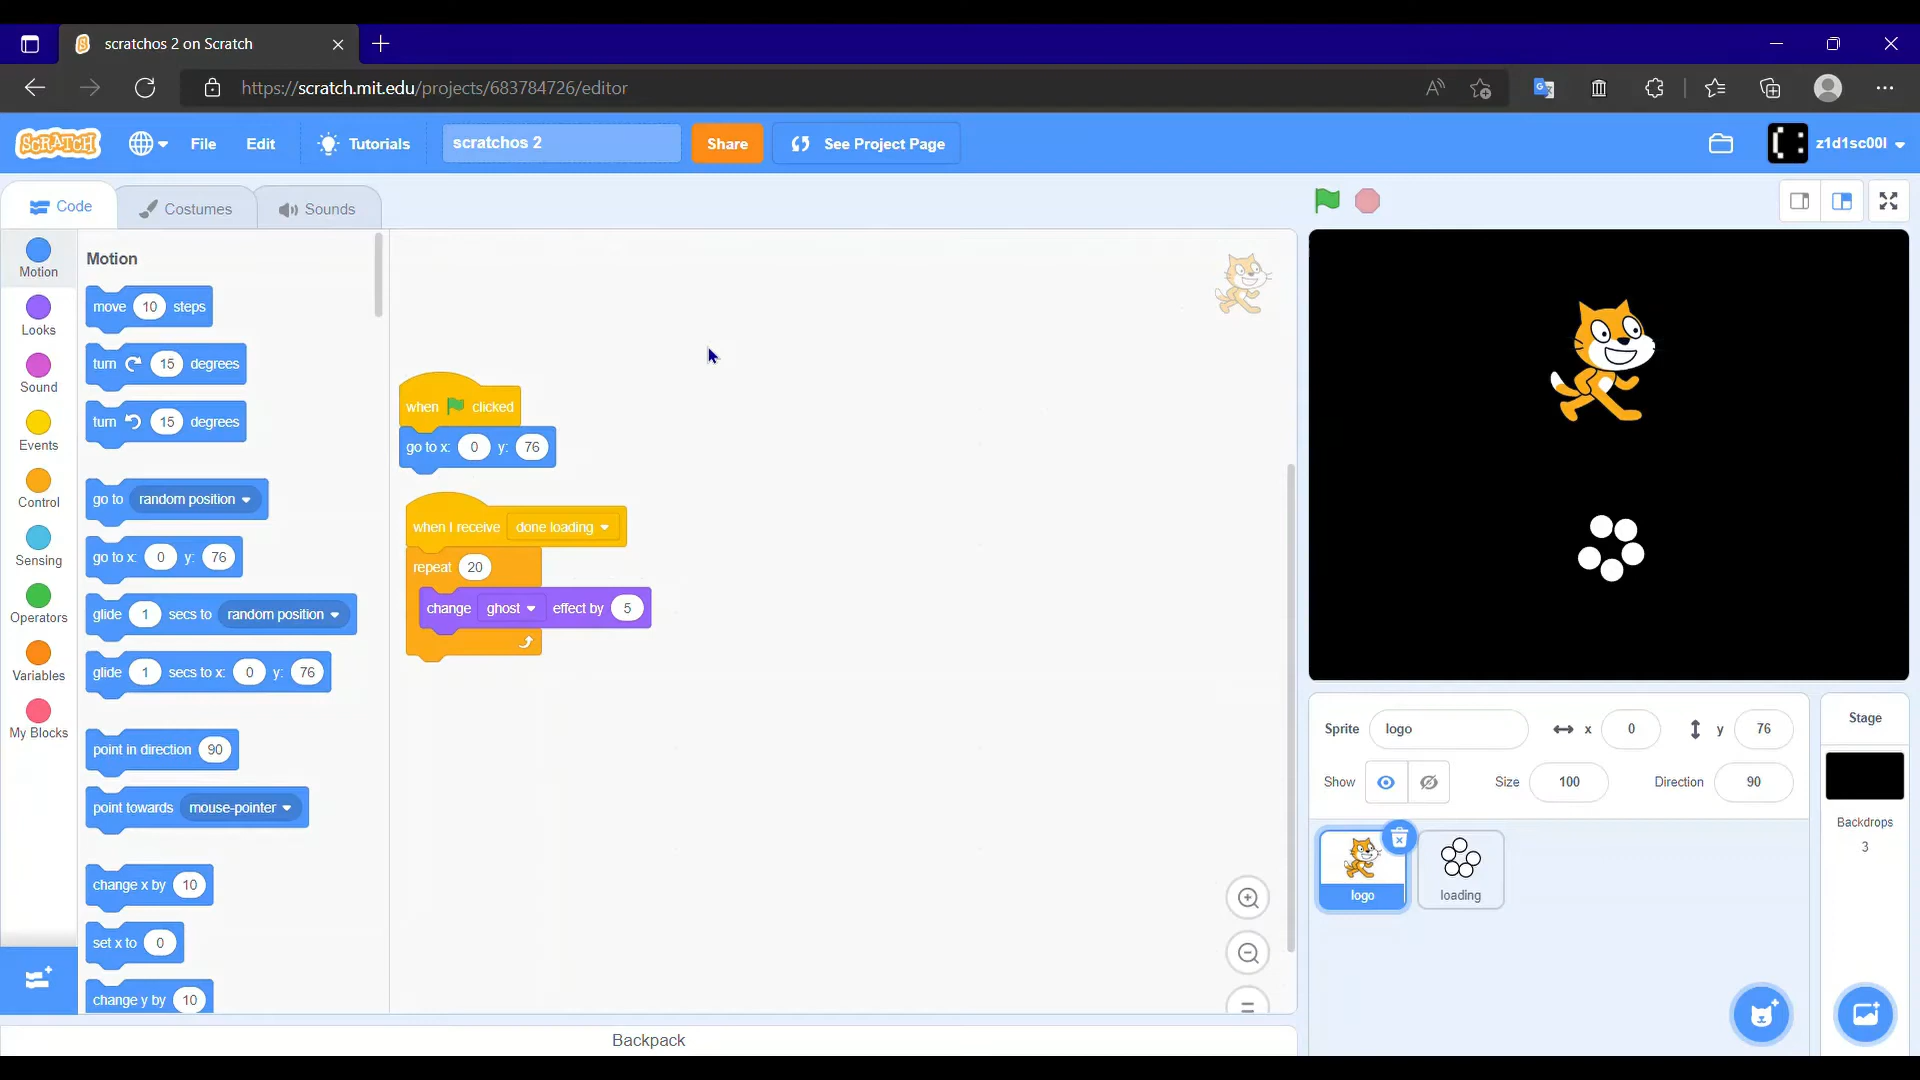 scratchos 2 on Scratch
https://scratch.mit.edu/projects/683784726/editor
SCRATCH File Edit Tutorials scratchos 2 Share See Project Page z1d1sc00l
Code Costumes Sounds
Motion
Looks
Sound
Events
Control
Sensing
Operators
Variables
My Blocks
Motion
move 10 steps
turn 15 degrees
turn 15 degrees
go to random position
go to x: 0 y: 76
glide 1 secs to random position
glide 1 secs to x: 0 y: 76
point in direction 90
point towards mouse-pointer
change x by 10
set x to 0
change y by 10
when clicked
go to x: 0 y: 76
when I receive done loading
repeat 20
change ghost effect by 5
Sprite logo x 0 y 76
Show Size 100 Direction 90
logo
loading
Stage
Backdrops
3
Backpack